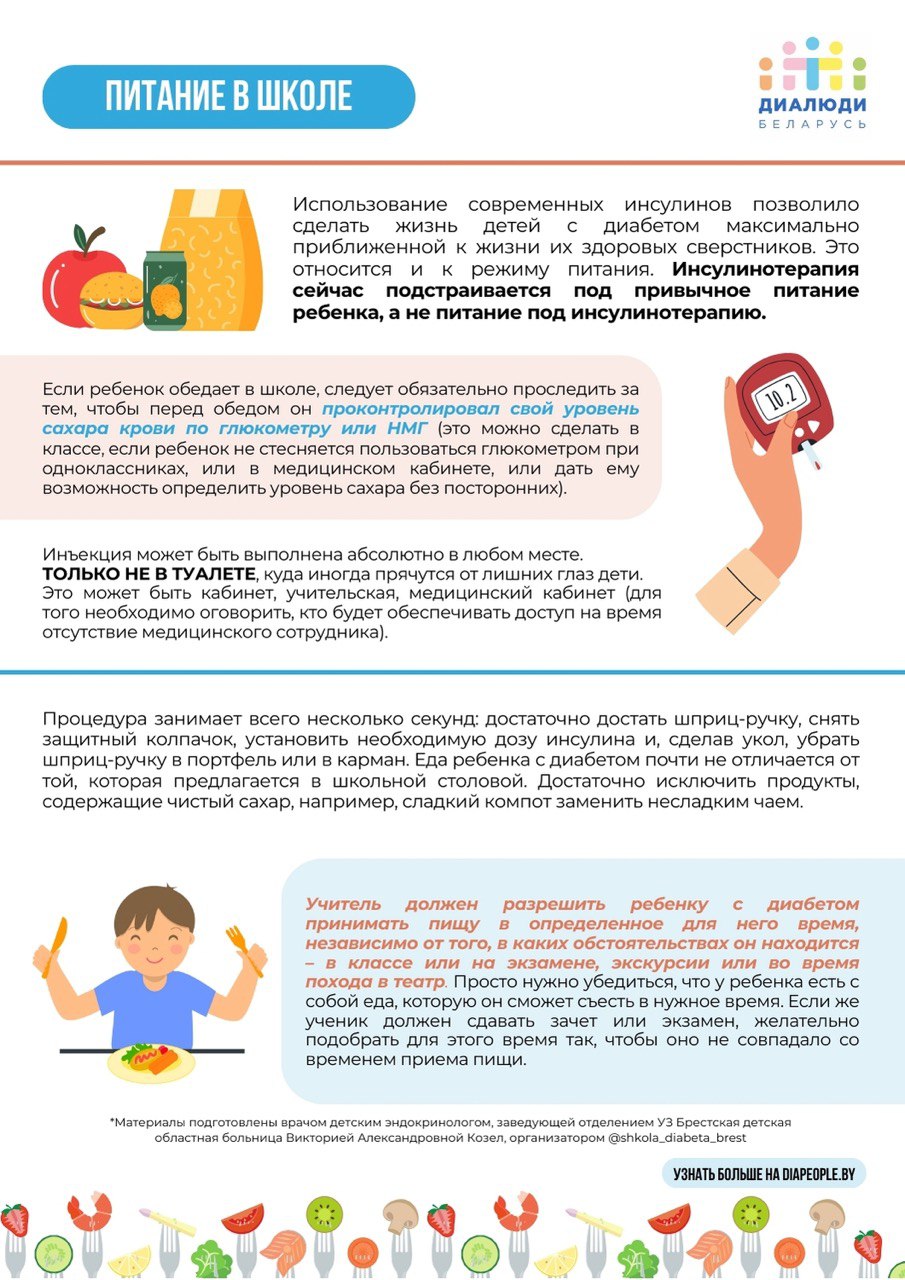 ПИТАНИЕ В ШКОЛЕ
ДИАЛЮДИ
БЕЛАРУСЬ
Использование современных инсулинов позволило
сделать жизнь детей с диабетом максимально
приближенной к жизни их здоровых сверстников. Это
относится и к режиму питания. Инсулинотерапия
сейчас подстраивается под привычное питание
ребенка, а не питание под инсулинотерапию.
Если ребенок обедает в школе, следует обязательно проследить за
тем, чтобы перед обедом он проконтролировал свой уровень
сахара крови по глюкометру или НМГ (это можно сделать в
классе, если ребенок не стесняется пользоваться глюкометром при
одноклассниках, или в медицинском кабинете, или дать ему
возможность определить уровень сахара без посторонних).
10.2
Инъекция может быть выполнена абсолютно в любом месте.
ТОЛЬКО НЕ В ТУАЛЕТЕ, куда иногда прячутся от лишних глаз дети.
Это может быть кабинет, учительская, медицинский кабинет (для
того необходимо оговорить, кто будет обеспечивать доступ на время
отсутствие медицинского сотрудника).
Процедура занимает всего несколько секунд: достаточно достать шприц-ручку, снять
защитный колпачок, установить необходимую дозу инсулина и, сделав укол, убрать
шприц-ручку в портфель или в карман. Еда ребенка с диабетом почти не отличается от
той, которая предлагается в школьной столовой. Достаточно исключить продукты,
содержащие чистый сахар, например, сладкий компот заменить несладким чаем.
Учитель должен разрешить ребенку с диабетом
принимать пищу в определенное для него время,
независимо от того, в каких обстоятельствах он находится
– в классе или на экзамене, экскурсии или во время
похода в театр. Просто нужно убедиться, что у ребенка есть с
собой еда, которую он сможет съесть в нужное время. Если же
ученик должен сдавать зачет или экзамен, желательно
подобрать для этого время так, чтобы оно не совпадало со
временем приема пищи.
*Материалы подготовлены врачом детским эндокринологом, заведующей отделением УЗ Брестская детская
областная больница Викторией Александровной Козел, организатором @shkola_diabeta_brest
УЗНАТЬ БОЛЬШЕ НА DIAPEOPLE.BY